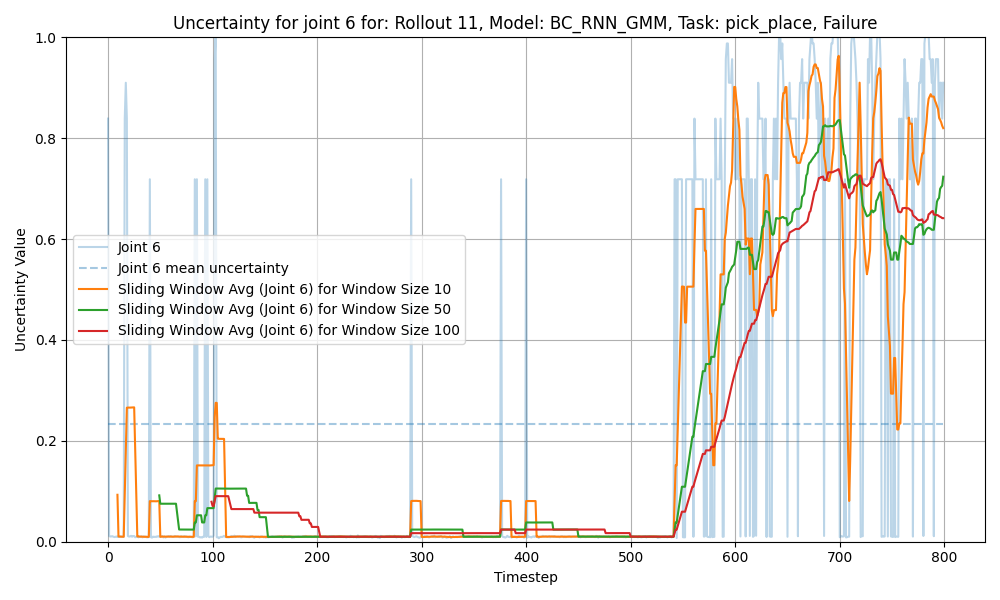 Uncertainty for joint 6 for: Rollout 11, Model: BC_RNN_GMM, Task: pick_place, Failure
Uncertainty Value
1.0
0.8
0.6
0.4
0.2
0.0
Joint 6
Joint 6 mean uncertainty
Sliding Window Avg (Joint 6) for Window Size 10
Sliding Window Avg (Joint 6) for Window Size 50
Sliding Window Avg (Joint 6) for Window Size 100
0 100 200 300 400 500 600 700 800
Timestep